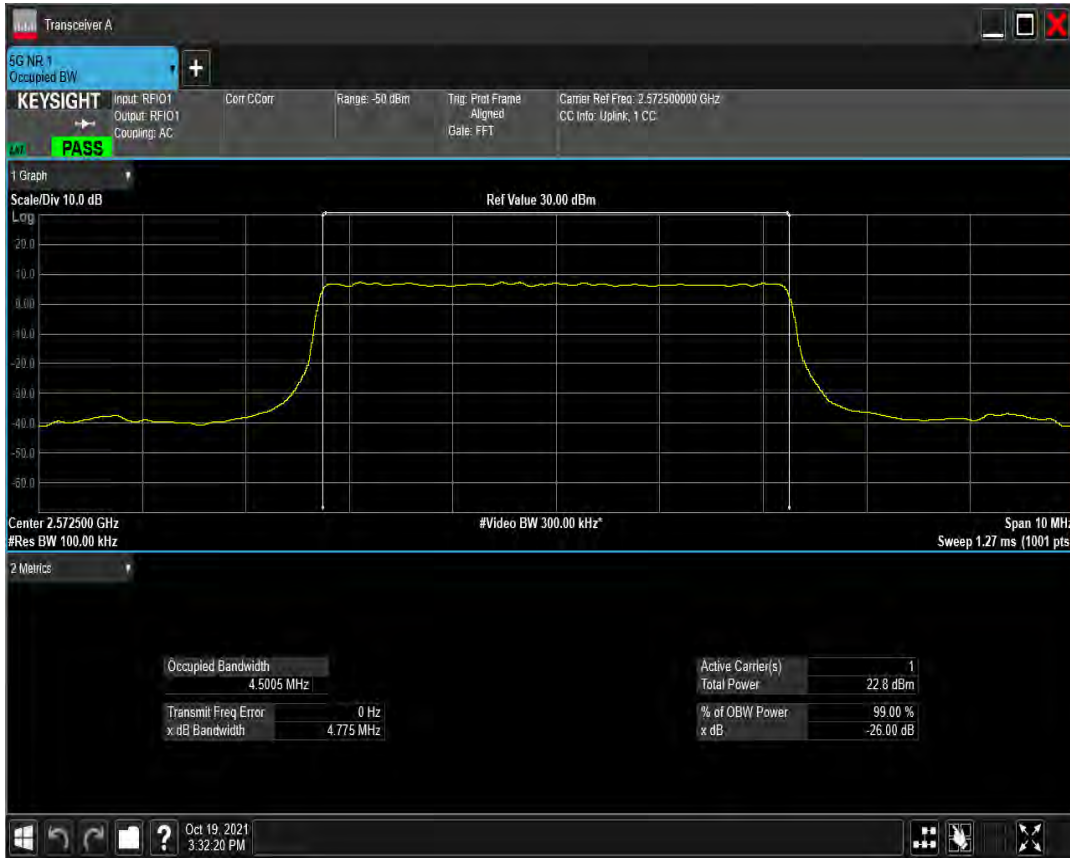 Transceiver A
5G NR 1
Occupied BW
+
KEYSIGHT
Input: RFIO1
Output: RFIO1
Coupling: AC
Corr CCorr
Range: -50 dBm
Trig: Prot Frame
Aligned
Gate: FFT
Carrier Ref Freq: 2.572500000 GHz
CC Info: Uplink, 1 CC
PASS
1 Graph
Scale/Div 10.0 dB
Ref Value 30.00 dBm
Log
20.0
10.0
0.00
-10.0
-20.0
-30.0
-40.0
-50.0
-60.0
Center 2.572500 GHz
#Video BW 300.00 kHz*
Span 10 MHz
#Res BW 100.00 kHz
Sweep 1.27 ms (1001 pts
2 Metrics
Occupied Bandwidth
4.5005 MHz
Transmit Freq Error 0 Hz
x dB Bandwidth 4.775 MHz
Active Carrier(s) 1
Total Power 22.8 dBm
% of OBW Power 99.00 %
x dB -26.00 dB
?
Oct 19, 2021
3:32:20 PM